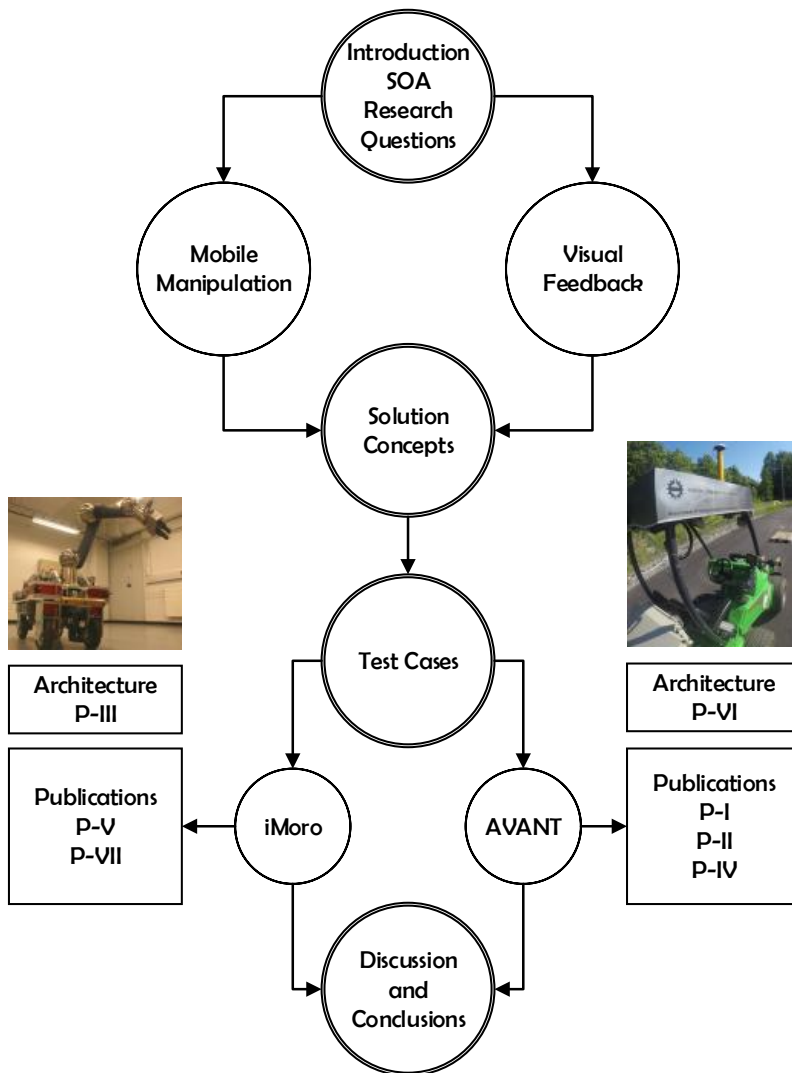 Introduction
SOA
Research
Questions
Mobile
Manipulation
Visual
Feedback
Solution
Concepts
Test Cases
Architecture
P-III
Architecture
P-VI
Publications
P-V
P-VII
iMoro
AVANT
Publications
P-I
P-II
P-IV
Discussion
and
Conclusions